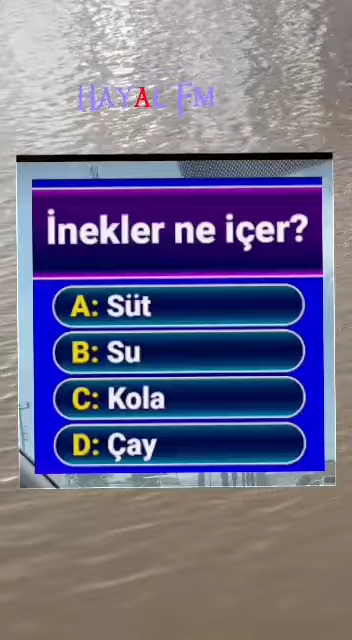 HAYAL FM
İnekler ne içer?
A: Süt
B: Su
C: Kola
D: Çay